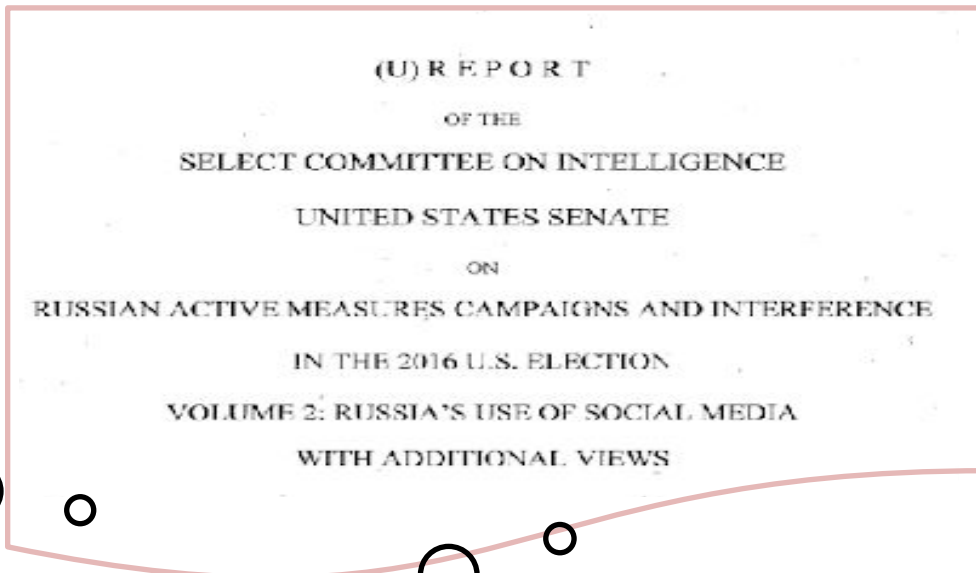 (U) R E P O R T
OF THE
SELECT COMMITTEE ON INTELLIGENCE
UNITED STATES SENATE
ON
RUSSIAN ACTIVE MEASURES CAMPAIGNS AND INTERFERENCE
IN THE 2016 U.S. ELECTION
VOLUME 2: RUSSIA'S USE OF SOCIAL MEDIA
WITH ADDITIONAL VIEWS